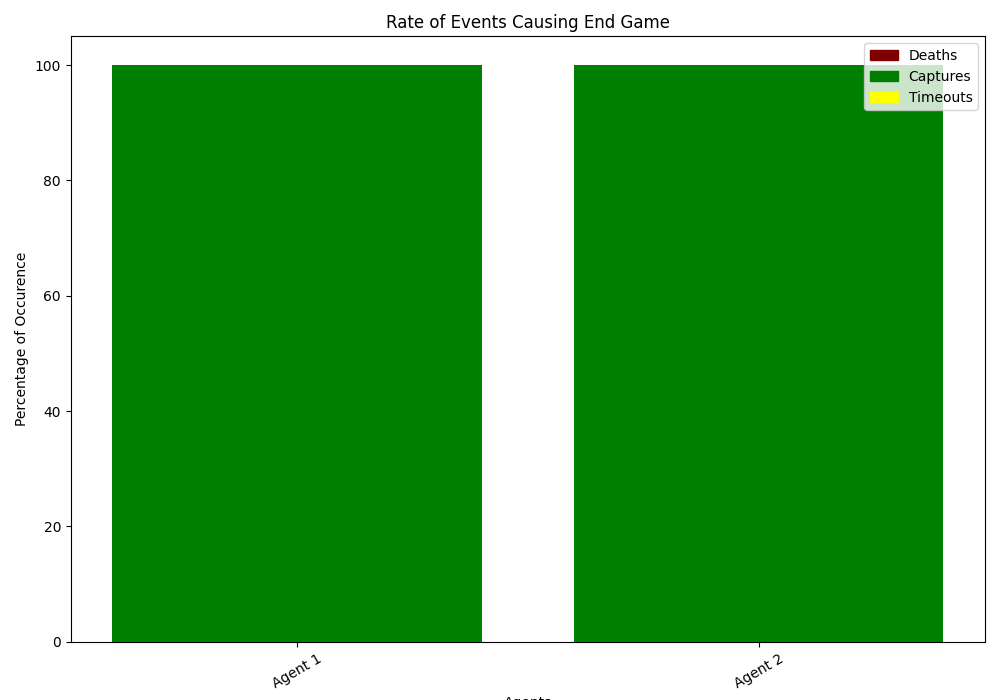 Rate of Events Causing End Game
Deaths
Captures
Timeouts
100
80
60
40
20
0
Percentage of Occurence
Agent 1
Agent 2
Agents